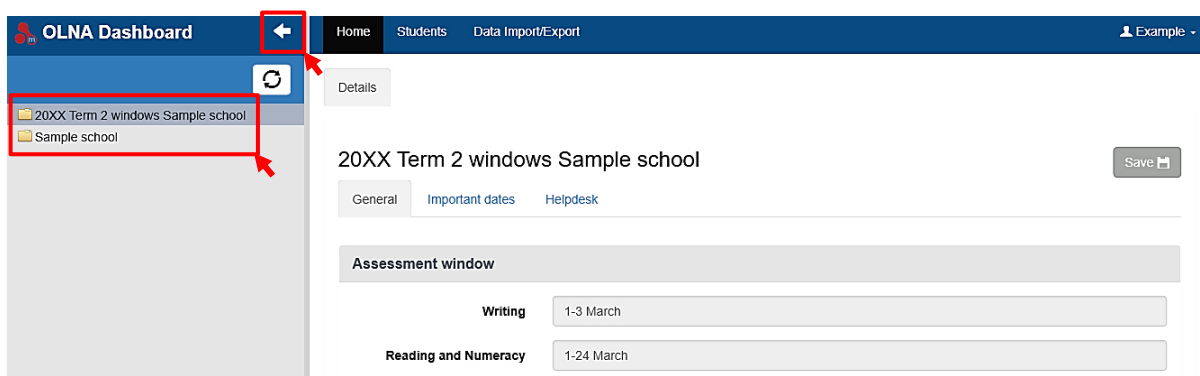 OLNA Dashboard
Home Students Data Import/Export Example
Details
20XX Term 2 windows Sample school
Sample school
20XX Term 2 windows Sample school
Save
General Important dates Helpdesk
Assessment window
Writing 1-3 March
Reading and Numeracy 1-24 March